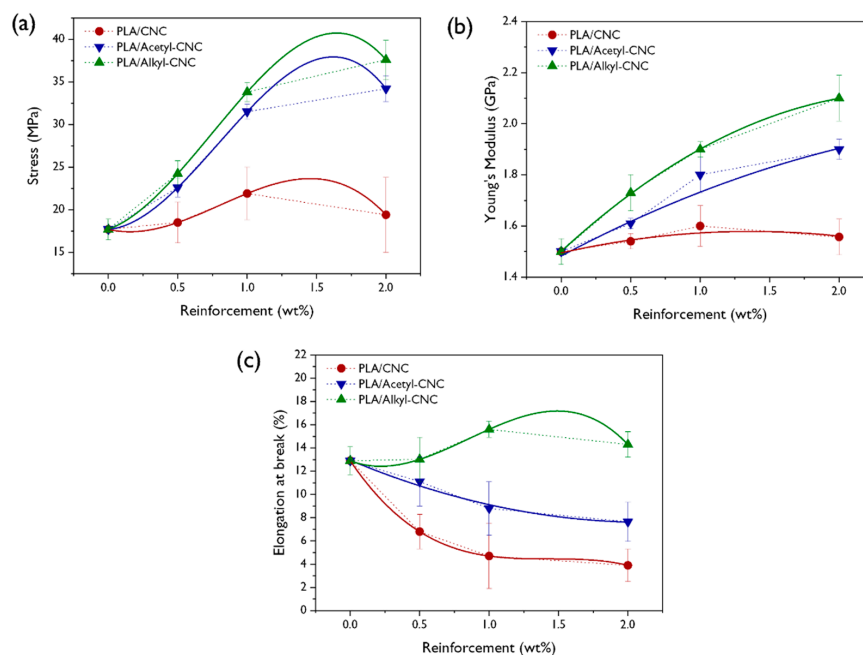 (a)
PLA/CNC
PLA/Acetyl-CNC
PLA/Alkyl-CNC
40
35
30
25
20
15
Stress (MPa)
0.0 0.5 1.0 1.5 2.0
Reinforcement (wt%)
(b)
PLA/CNC
PLA/Acetyl-CNC
PLA/Alkyl-CNC
2.4
2.2
2.0
1.8
1.6
1.4
Young's Modulus (GPa)
0.0 0.5 1.0 1.5 2.0
Reinforcement (wt%)
(c)
PLA/CNC
PLA/Acetyl-CNC
PLA/Alkyl-CNC
22
20
18
16
14
12
10
8
6
4
2
0
Elongation at break (%)
0.0 0.5 1.0 1.5 2.0
Reinforcement (wt%)